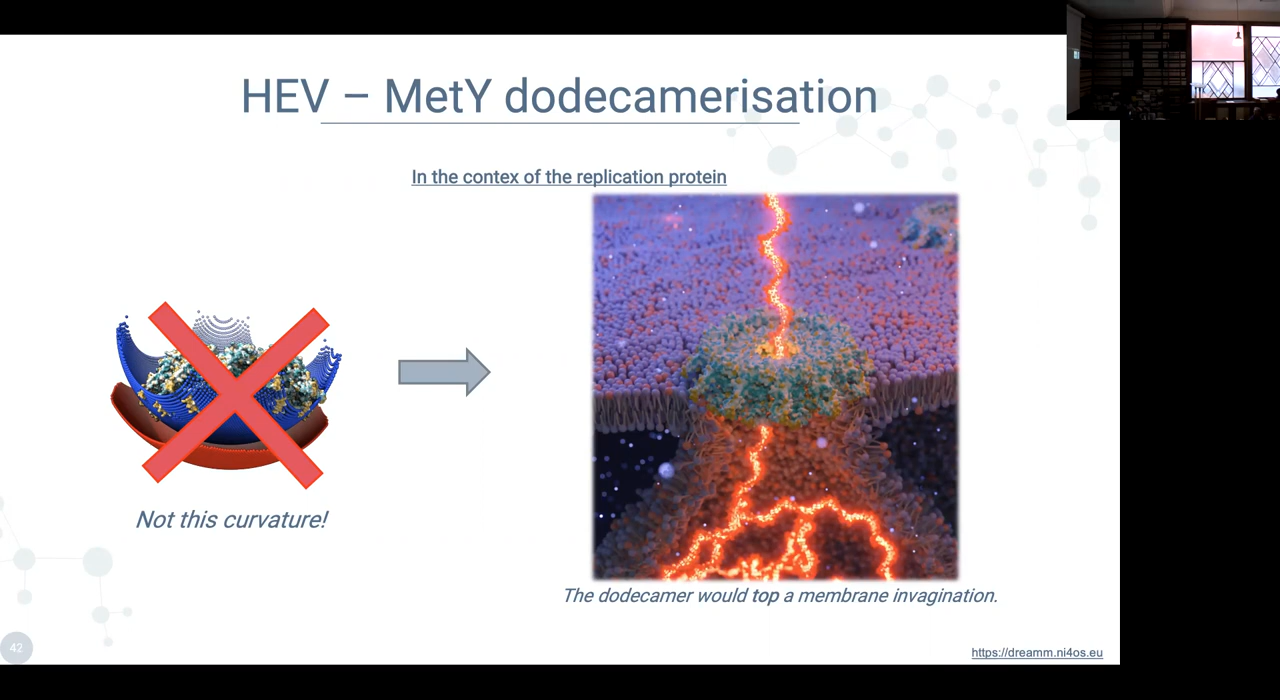 HEV – MetY dodecamerisation
In the contex of the replication protein
Not this curvature!
The dodecamer would top a membrane invagination.
42
https://dreamm.ni4os.eu